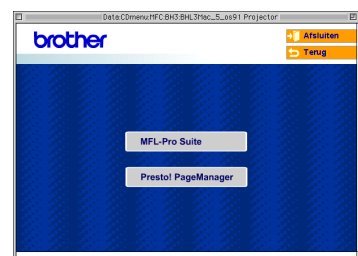 Data:CDmenu:MFC:BH3:BHL3Mac_5_os91 Projector
brother
Afsluiten
Terug
MFL-Pro Suite
Presto! PageManager